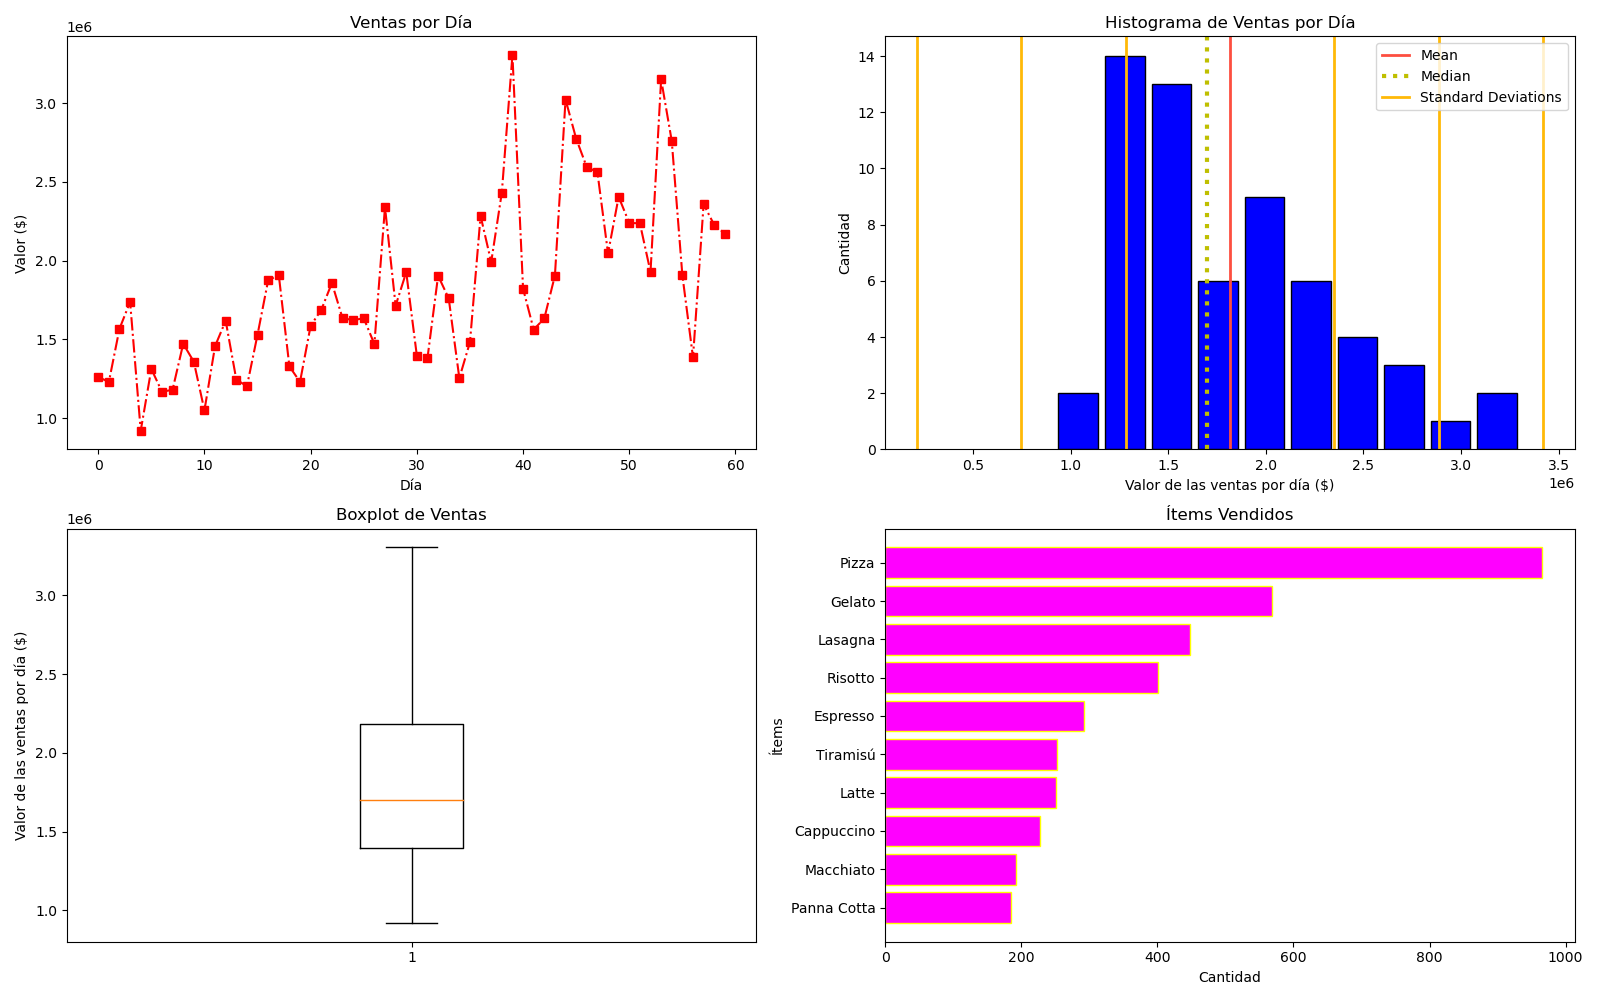 Ventas por Día
1e6
Valor ($)
3.0
2.5
2.0
1.5
1.0
0 10 20 30 40 50 60
Día
Histograma de Ventas por Día
Cantidad
14
12
10
8
6
4
2
0
Mean
Median
Standard Deviations
0.5 1.0 1.5 2.0 2.5 3.0 3.5
1e6
Valor de las ventas por día ($)
Boxplot de Ventas
1e6
Valor de las ventas por día ($)
3.0
2.5
2.0
1.5
1.0
1
Ítems Vendidos
Ítems
Pizza
Gelato
Lasagna
Risotto
Espresso
Tiramisú
Latte
Cappuccino
Macchiato
Panna Cotta
0 200 400 600 800 1000
Cantidad